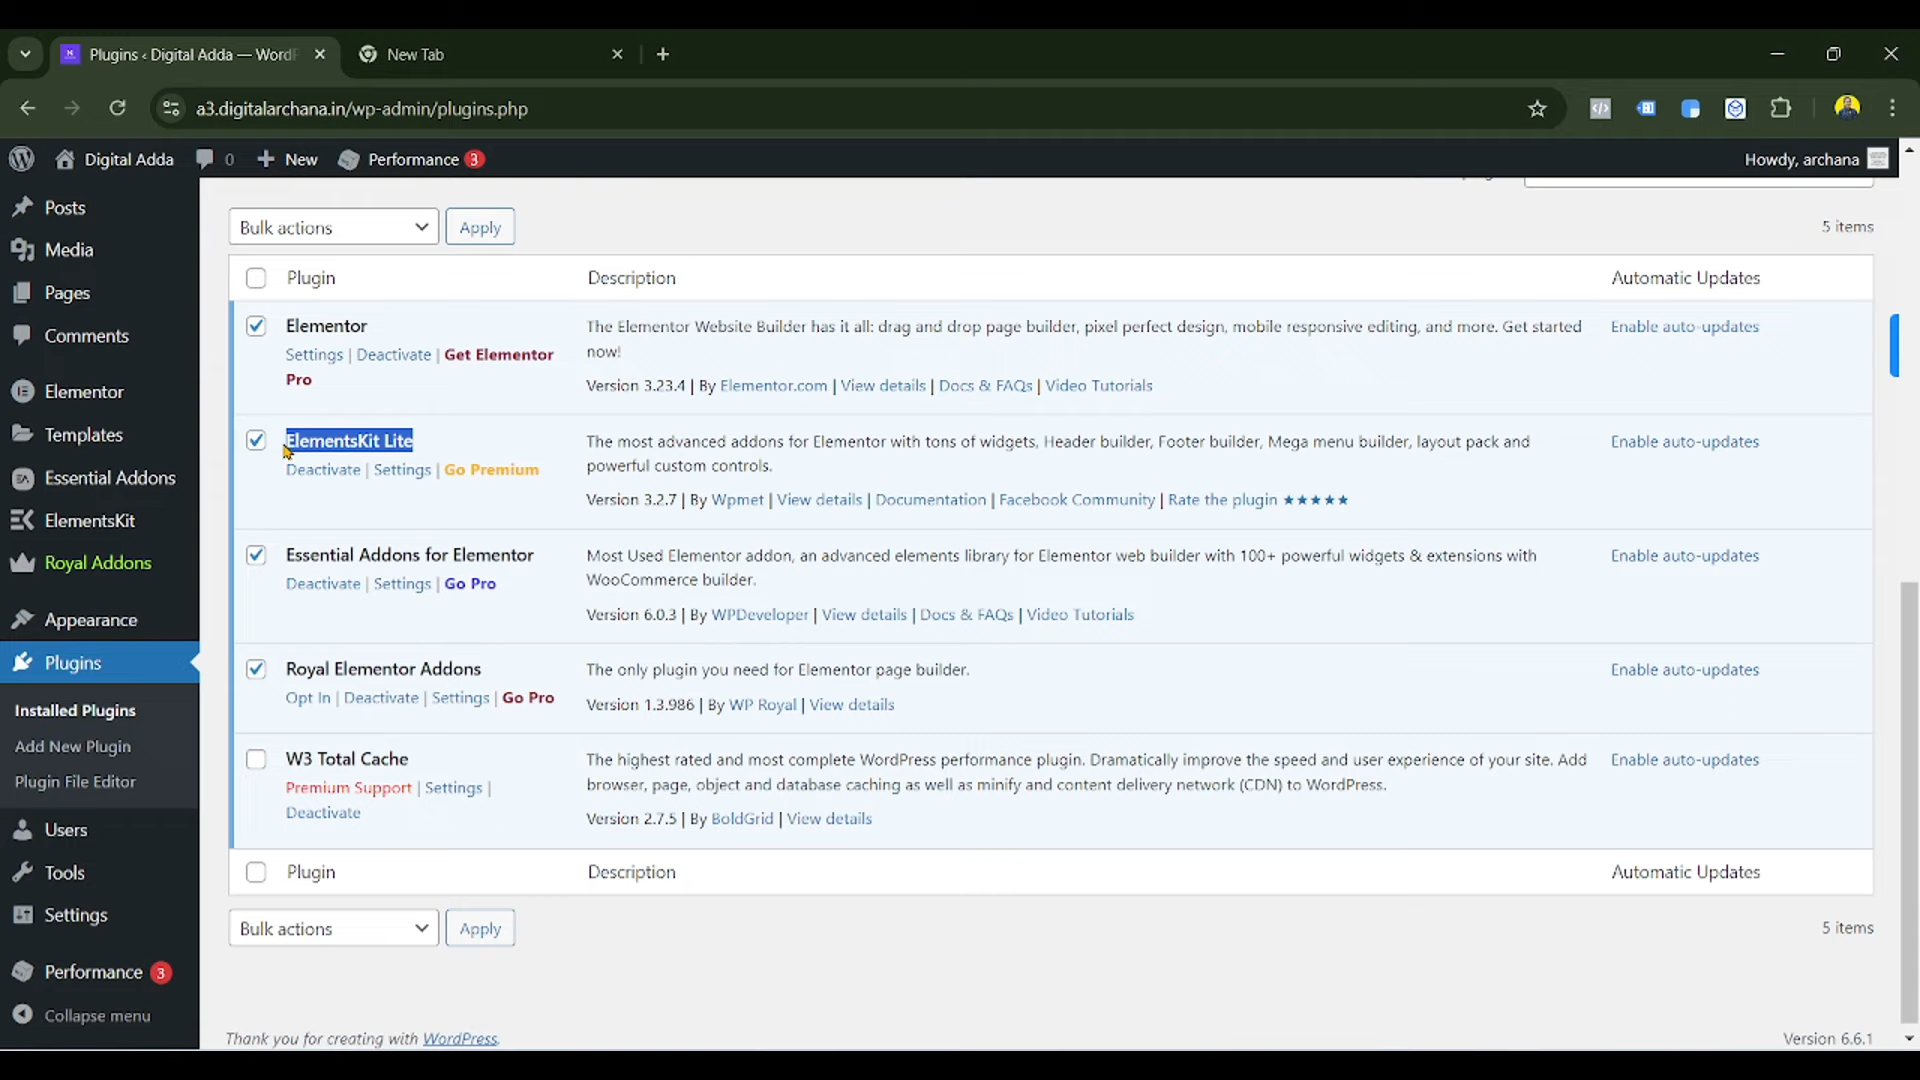 Plugins ‹ Digital Adda — WordP
New Tab
a3.digitalarchana.in/wp-admin/plugins.php
Digital Adda 0 New Performance 3 Howdy, archana
Posts
Media
Pages
Comments
Elementor
Templates
Essential Addons
ElementsKit
Royal Addons
Appearance
Plugins
Installed Plugins
Add New Plugin
Plugin File Editor
Users
Tools
Settings
Performance 3
Collapse menu
Bulk actions Apply 5 items
Plugin Description Automatic Updates
Elementor
Settings | Deactivate | Get Elementor
Pro
The Elementor Website Builder has it all: drag and drop page builder, pixel perfect design, mobile responsive editing, and more. Get started
now!
Version 3.23.4 | By Elementor.com | View details | Docs & FAQs | Video Tutorials
Enable auto-updates
ElementsKit Lite
Deactivate | Settings | Go Premium
The most advanced addons for Elementor with tons of widgets, Header builder, Footer builder, Mega menu builder, layout pack and
powerful custom controls.
Version 3.2.7 | By Wpmet | View details | Documentation | Facebook Community | Rate the plugin ★★★★★
Enable auto-updates
Essential Addons for Elementor
Deactivate | Settings | Go Pro
Most Used Elementor addon, an advanced elements library for Elementor web builder with 100+ powerful widgets & extensions with
WooCommerce builder.
Version 6.0.3 | By WPDeveloper | View details | Docs & FAQs | Video Tutorials
Enable auto-updates
Royal Elementor Addons
Opt In | Deactivate | Settings | Go Pro
The only plugin you need for Elementor page builder.
Version 1.3.986 | By WP Royal | View details
Enable auto-updates
W3 Total Cache
Premium Support | Settings |
Deactivate
The highest rated and most complete WordPress performance plugin. Dramatically improve the speed and user experience of your site. Add
browser, page, object and database caching as well as minify and content delivery network (CDN) to WordPress.
Version 2.7.5 | By BoldGrid | View details
Enable auto-updates
Plugin Description Automatic Updates
Bulk actions Apply 5 items
Thank you for creating with WordPress. Version 6.6.1